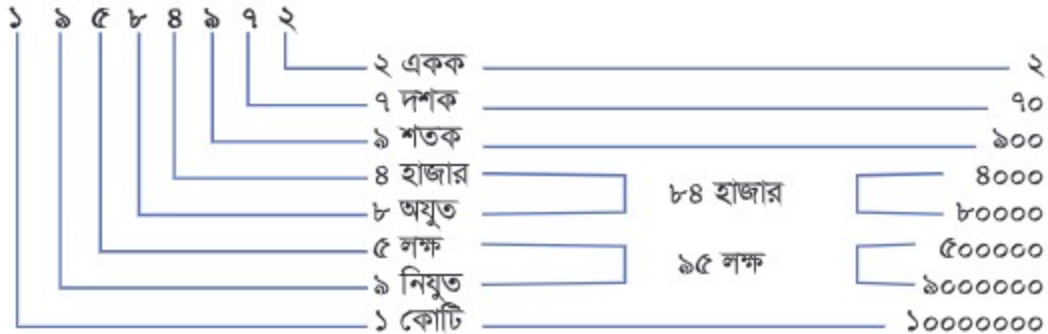 ১ ৯ ৫ ৮ ৪ ৯ ৭ ২
২ একক ২
৭ দশক ৭০
৯ শতক ৯০০
৪ হাজার ৪০০০
৮৪ হাজার
৮ অযুত ৮০০০০
৫ লক্ষ ৫০০০০০
৯৫ লক্ষ
৯ নিযুত ৯০০০০০০
১ কোটি ১০০০০০০০